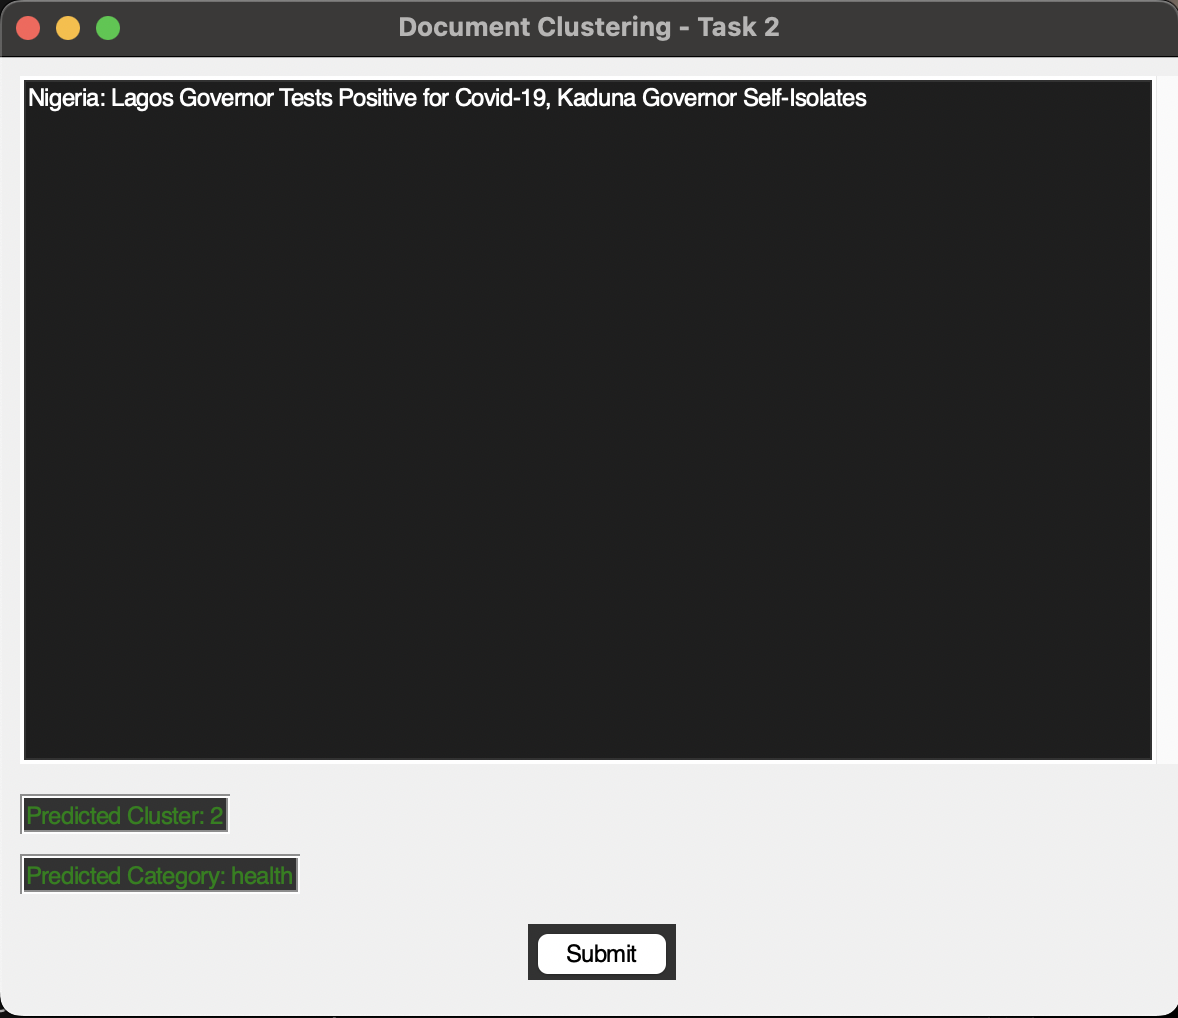 Document Clustering - Task 2
Nigeria: Lagos Governor Tests Positive for Covid-19, Kaduna Governor Self-Isolates
Predicted Cluster: 2
Predicted Category: health
Submit